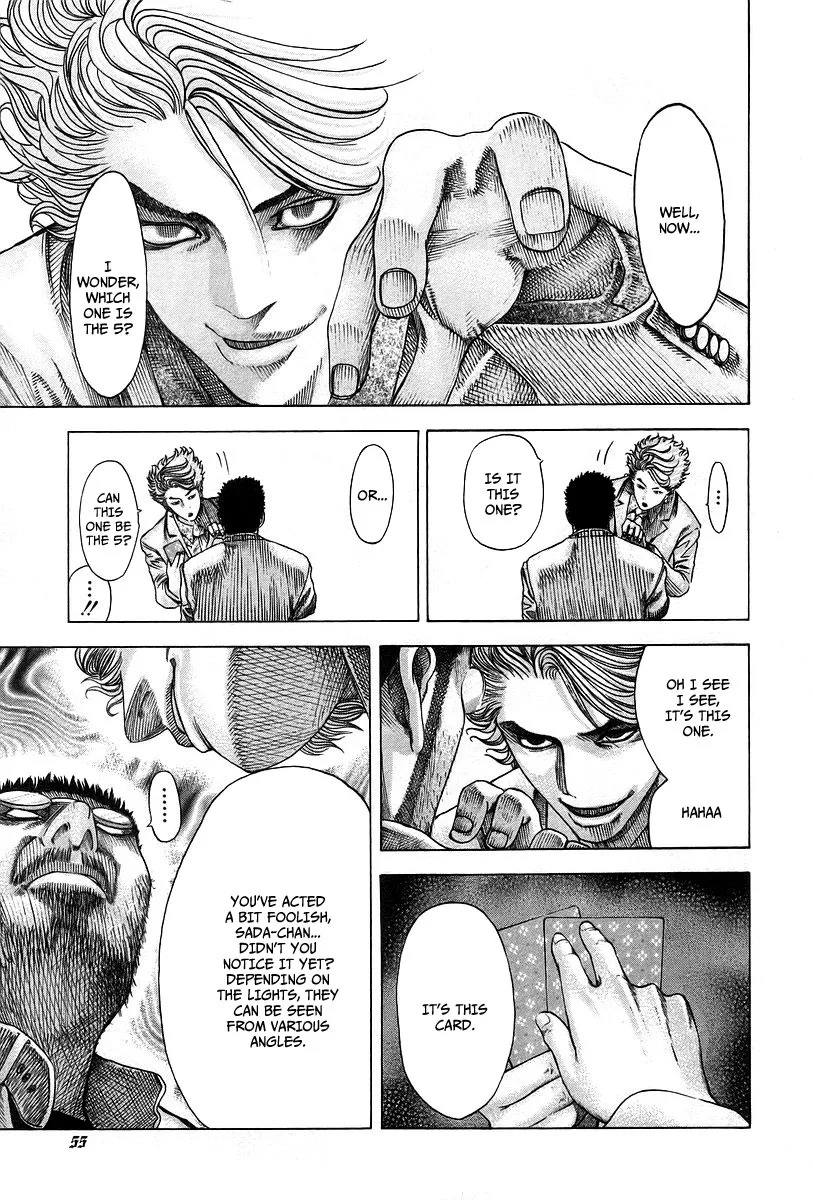 WELL,
NOW...
I
WONDER,
WHICH
ONE IS
THE 5?
...
IS IT
THIS
ONE?
OR...
CAN
THIS
ONE BE
THE 5?
...!!
OH I SEE
I SEE,
IT'S THIS
ONE.
HAHAA
IT'S THIS
CARD.
......
YOU'VE ACTED
A BIT FOOLISH,
SADA-CHAN...
DIDN'T YOU
NOTICE IT YET?
DEPENDING ON
THE LIGHTS, THEY
CAN BE SEEN
FROM VARIOUS
ANGLES.
55